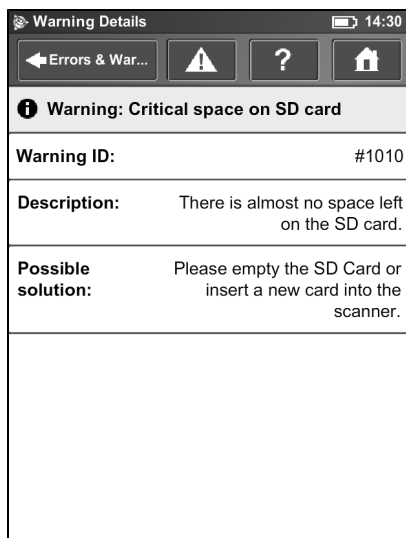 Warning Details 14:30
Errors & War...
?
Warning: Critical space on SD card
Warning ID: #1010
Description: There is almost no space left
on the SD card.
Possible Please empty the SD Card or
solution: insert a new card into the
scanner.